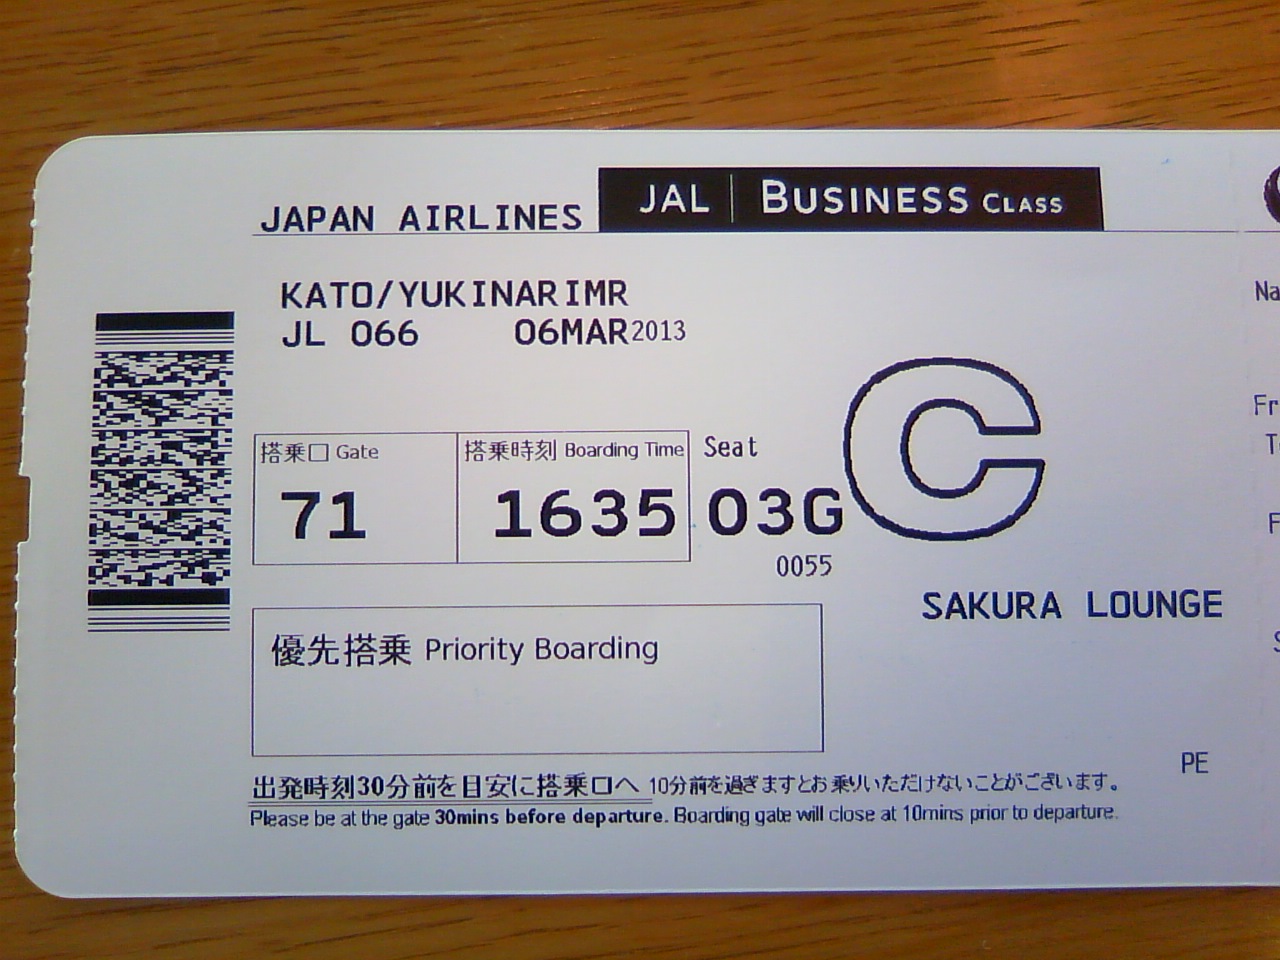 JAPAN AIRLINES JAL BUSINESS CLASS
KATO/YUKINARIMR
Na
JL 066 06MAR2013
C
Fr
搭乗口 Gate 搭乗時刻 Boarding Time Seat
71 1635 03G
0055
SAKURA LOUNGE
優先搭乗 Priority Boarding
PE
出発時刻30分前を目安に搭乗口へ 10分前を過ぎますとお乗りいただけないことがございます。
Please be at the gate 30mins before departure. Boarding gate will close at 10mins prior to departure.